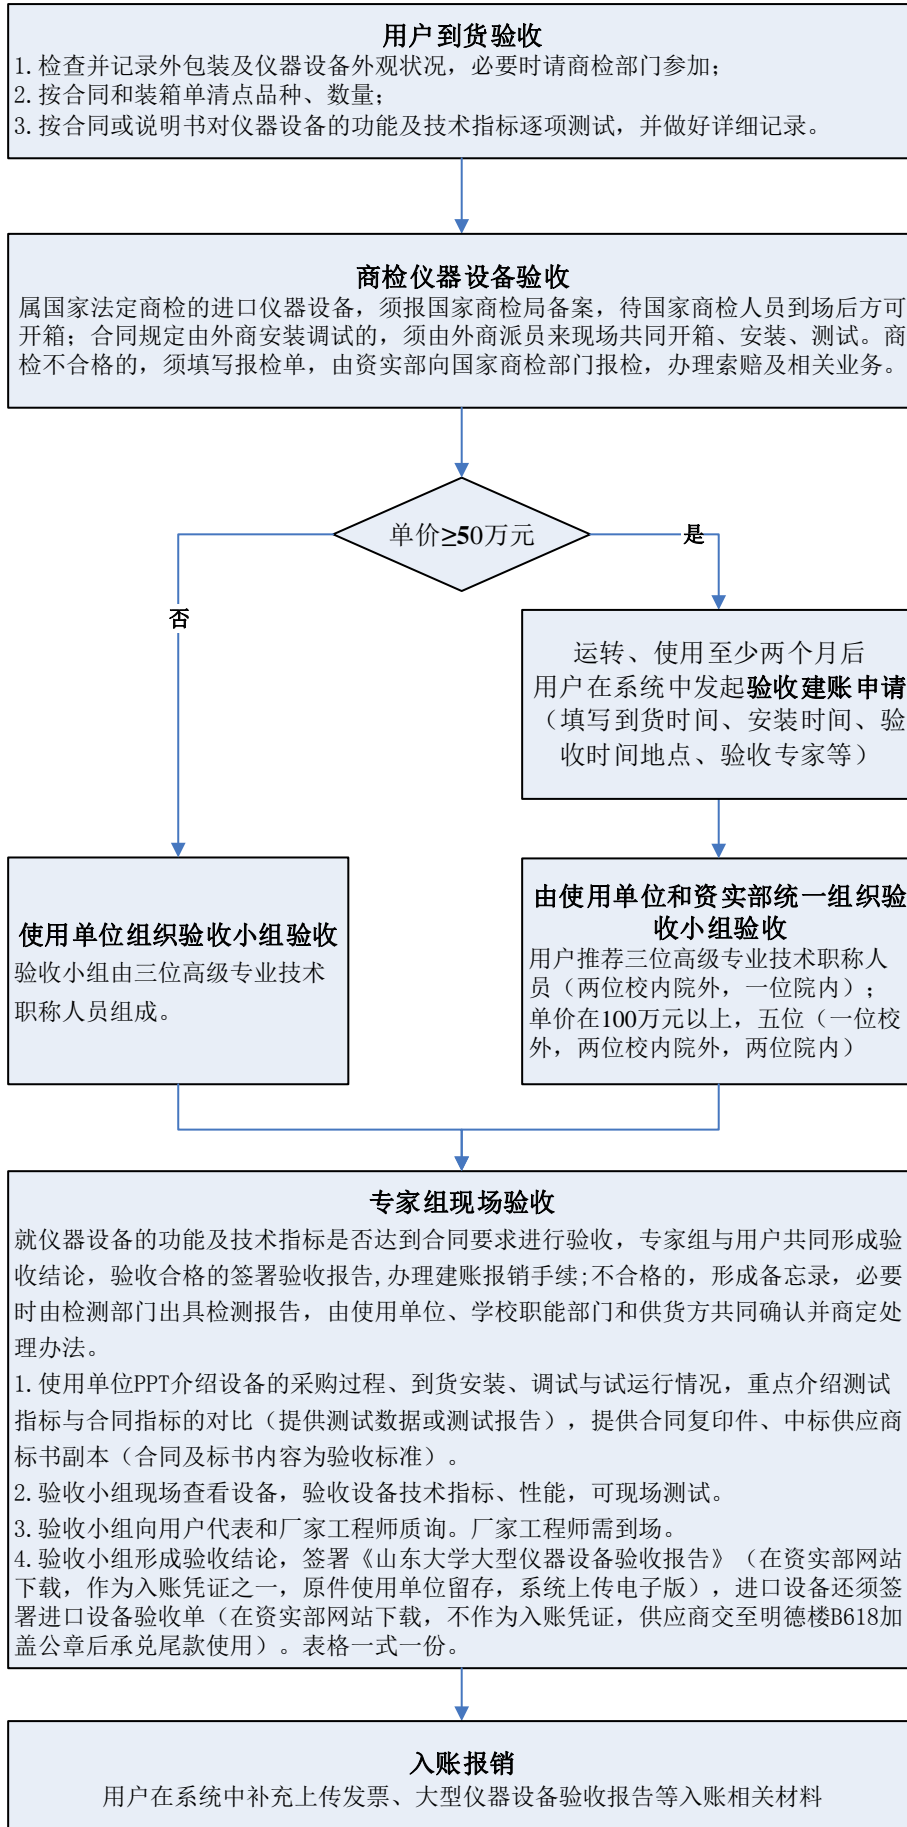 用户到货验收
1.检查并记录外包装及仪器设备外观状况，必要时请商检部门参加；
2.按合同和装箱单清点品种、数量；
3.按合同或说明书对仪器设备的功能及技术指标逐项测试，并做好详细记录。
商检仪器设备验收
属国家法定商检的进口仪器设备，须报国家商检局备案，待国家商检人员到场后方可
开箱；合同规定由外商安装调试的，须由外商派员来现场共同开箱、安装、测试。商
检不合格的，须填写报检单，由资实部向国家商检部门报检，办理索赔及相关业务。
单价≥50万元
是
否
运转、使用至少两个月后
用户在系统中发起验收建账申请
（填写到货时间、安装时间、验
收时间地点、验收专家等）
使用单位组织验收小组验收
验收小组由三位高级专业技术
职称人员组成。
由使用单位和资实部统一组织验
收小组验收
用户推荐三位高级专业技术职称人
员（两位校内院外，一位院内）；
单价在100万元以上，五位（一位校
外，两位校内院外，两位院内）
专家组现场验收
就仪器设备的功能及技术指标是否达到合同要求进行验收，专家组与用户共同形成验
收结论，验收合格的签署验收报告,办理建账报销手续;不合格的，形成备忘录，必要
时由检测部门出具检测报告，由使用单位、学校职能部门和供货方共同确认并商定处
理办法。
1.使用单位PPT介绍设备的采购过程、到货安装、调试与试运行情况，重点介绍测试
指标与合同指标的对比（提供测试数据或测试报告），提供合同复印件、中标供应商
标书副本（合同及标书内容为验收标准）。
2.验收小组现场查看设备，验收设备技术指标、性能，可现场测试。
3.验收小组向用户代表和厂家工程师质询。厂家工程师需到场。
4.验收小组形成验收结论，签署《山东大学大型仪器设备验收报告》（在资实部网站
下载，作为入账凭证之一，原件使用单位留存，系统上传电子版），进口设备还须签
署进口设备验收单（在资实部网站下载，不作为入账凭证，供应商交至明德楼B618加
盖公章后承兑尾款使用）。表格一式一份。
入账报销
用户在系统中补充上传发票、大型仪器设备验收报告等入账相关材料